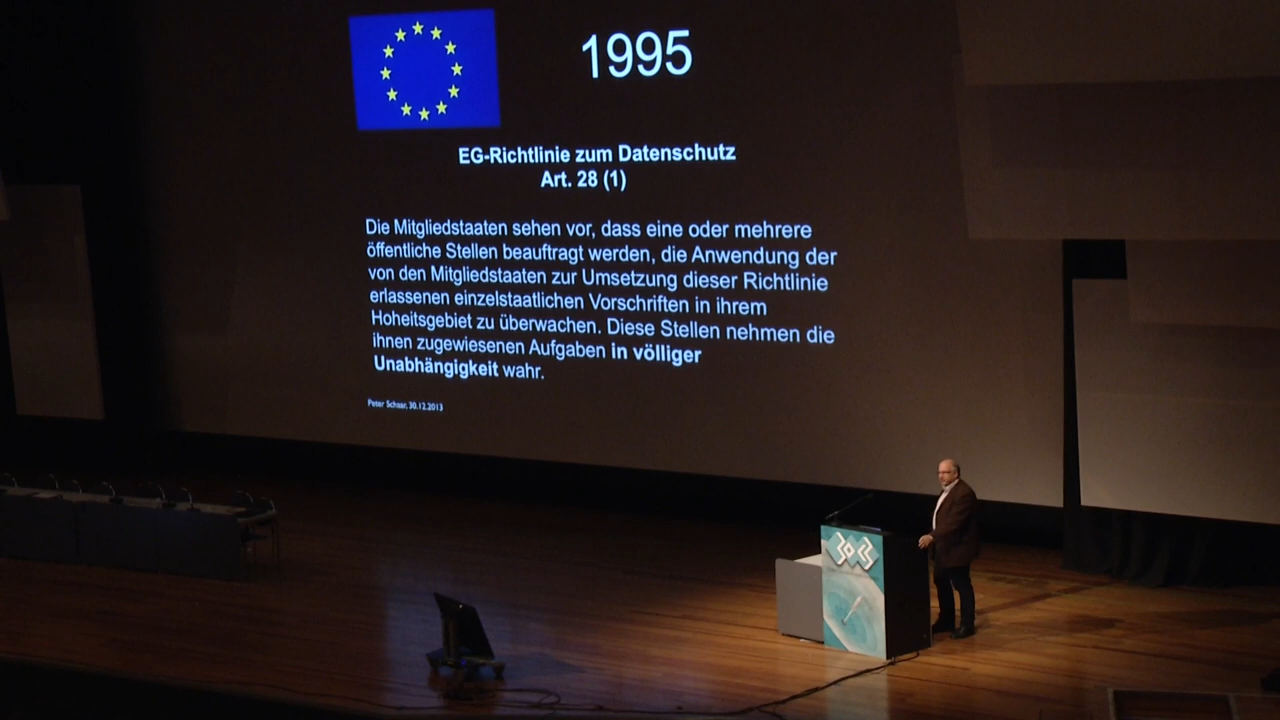 1995
EG-Richtlinie zum Datenschutz
Art. 28 (1)
Die Mitgliedstaaten sehen vor, dass eine oder mehrere
öffentliche Stellen beauftragt werden, die Anwendung der
von den Mitgliedstaaten zur Umsetzung dieser Richtlinie
erlassenen einzelstaatlichen Vorschriften in ihrem
Hoheitsgebiet zu überwachen. Diese Stellen nehmen die
ihnen zugewiesenen Aufgaben in völliger
Unabhängigkeit wahr.
Peter Schaar, 30.12.2013
30C3